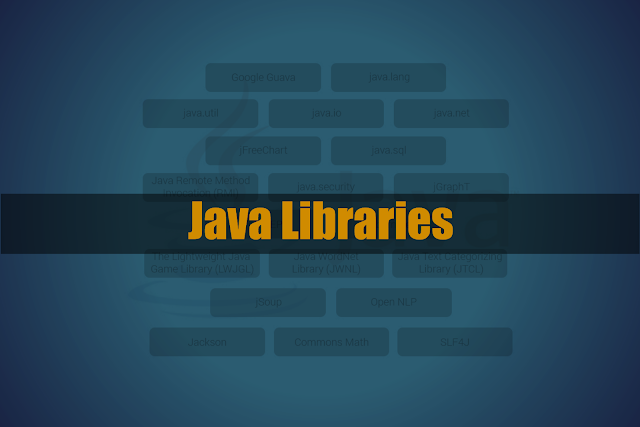 Google Guava java.lang
java.util java.io java.net
jFreeChart java.sql
Java Remote Method java.security jGraphT
Invocation (RMI)
Java Libraries
The Lightweight Java Java WordNet Java Text Categorizing
Game Library (LWJGL) Library (JWNL) Library (JTCL)
jSoup Open NLP
Jackson Commons Math SLF4J